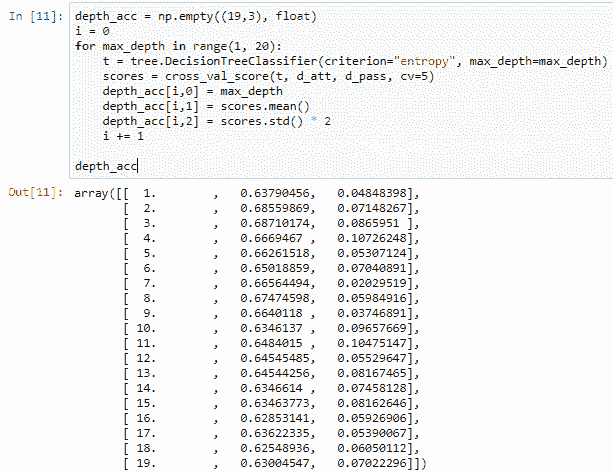 In [11]: depth_acc = np.empty((19,3), float)
i = 0
for max_depth in range(1, 20):
    t = tree.DecisionTreeClassifier(criterion="entropy", max_depth=max_depth)
    scores = cross_val_score(t, d_att, d_pass, cv=5)
    depth_acc[i,0] = max_depth
    depth_acc[i,1] = scores.mean()
    depth_acc[i,2] = scores.std() * 2
    i += 1
depth_acc
Out[11]: array([[ 1. , 0.63790456, 0.04848398],
[ 2. , 0.68559869, 0.07148267],
[ 3. , 0.68710174, 0.0865951 ],
[ 4. , 0.6669467 , 0.10726248],
[ 5. , 0.66261518, 0.05307124],
[ 6. , 0.65018859, 0.07040891],
[ 7. , 0.66564494, 0.02029519],
[ 8. , 0.67474598, 0.05984916],
[ 9. , 0.6640118 , 0.03746891],
[ 10. , 0.6346137 , 0.09657669],
[ 11. , 0.6484015 , 0.10475147],
[ 12. , 0.64545485, 0.05529647],
[ 13. , 0.64544256, 0.08167465],
[ 14. , 0.6346614 , 0.07458128],
[ 15. , 0.63463773, 0.08162646],
[ 16. , 0.62853141, 0.05926906],
[ 17. , 0.63622335, 0.05390067],
[ 18. , 0.62548936, 0.06050112],
[ 19. , 0.63004547, 0.07022296]])